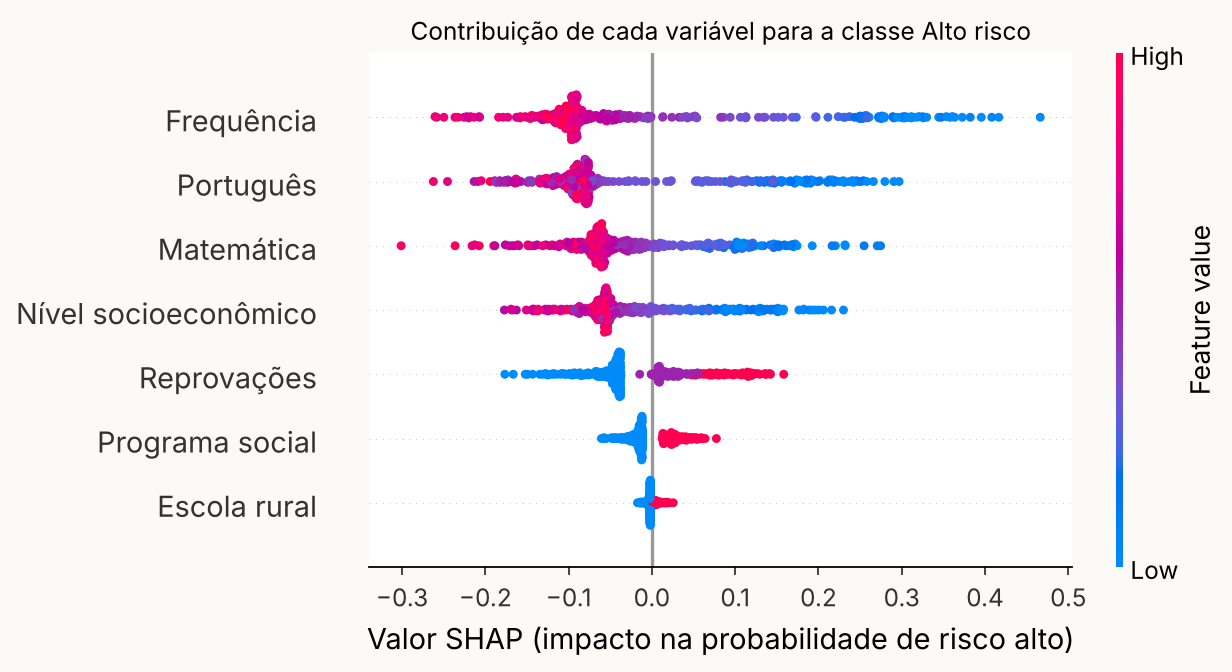 Contribuição de cada variável para a classe Alto risco
High
Frequência
Português
Matemática
Nível socioeconômico
Reprovações
Programa social
Escola rural
Feature value
Low
−0.3 −0.2 −0.1 0.0 0.1 0.2 0.3 0.4 0.5
Valor SHAP (impacto na probabilidade de risco alto)